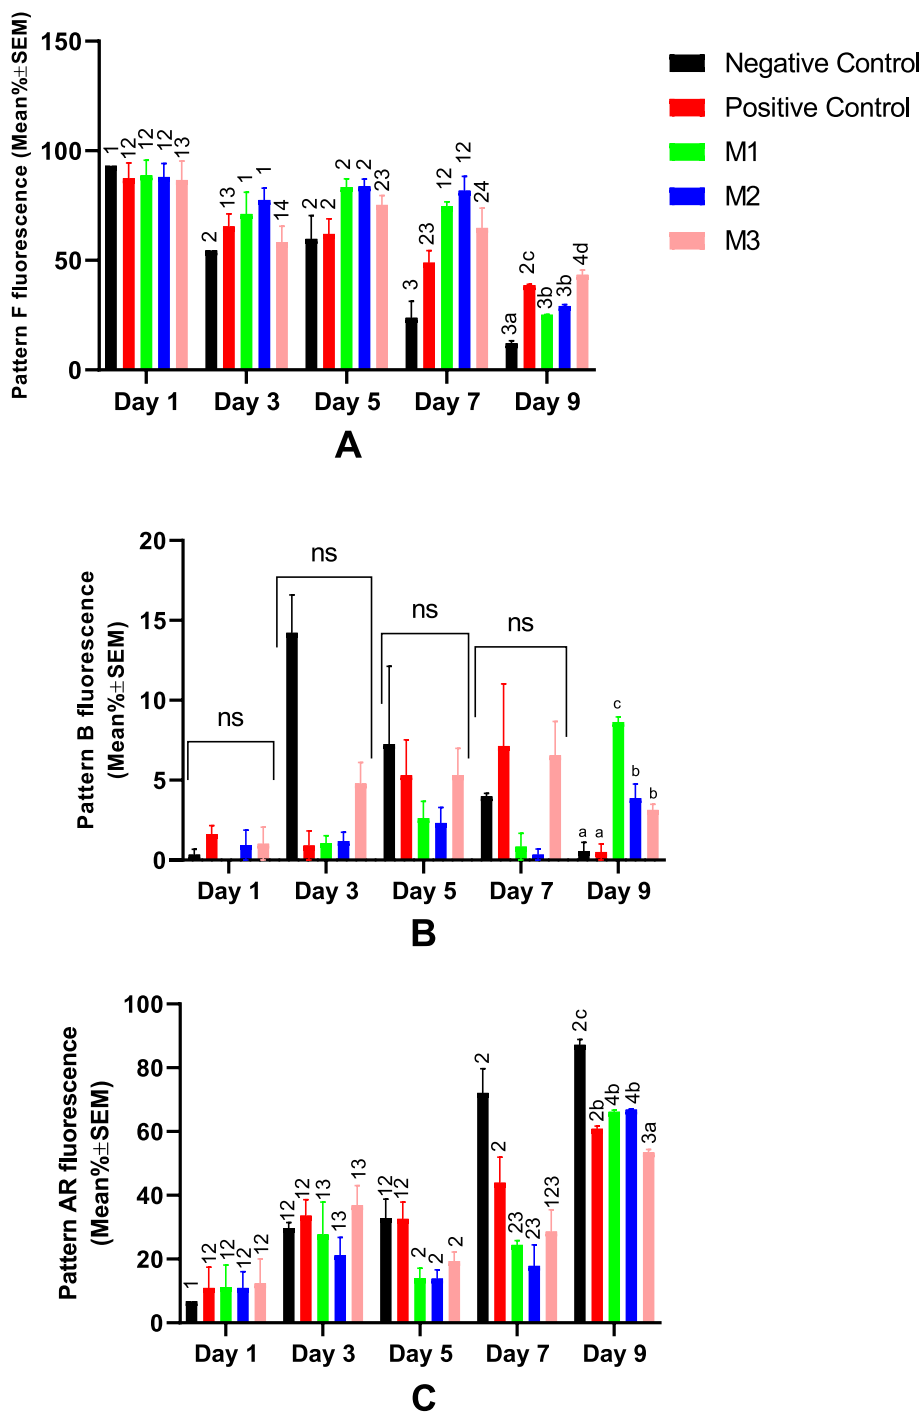 Pattern F fluorescence (Mean%±SEM)
150
100
50
0
1 12 12 12 13
2 13 1 1 14
2 2 2 2 23
3 23 12 12 24
3a 2c 3b 3b 4d
Day 1 Day 3 Day 5 Day 7 Day 9
A
Negative Control
Positive Control
M1
M2
M3
Pattern B fluorescence
(Mean%±SEM)
20
15
10
5
0
ns ns ns ns
a a c b b
Day 1 Day 3 Day 5 Day 7 Day 9
B
Pattern AR fluorescence
(Mean%±SEM)
100
80
60
40
20
0
1 12 12 12 12
12 12 13 13 13
12 12 2 2 2
2 2 23 23 123
2c 2b 4b 4b 3a
Day 1 Day 3 Day 5 Day 7 Day 9
C